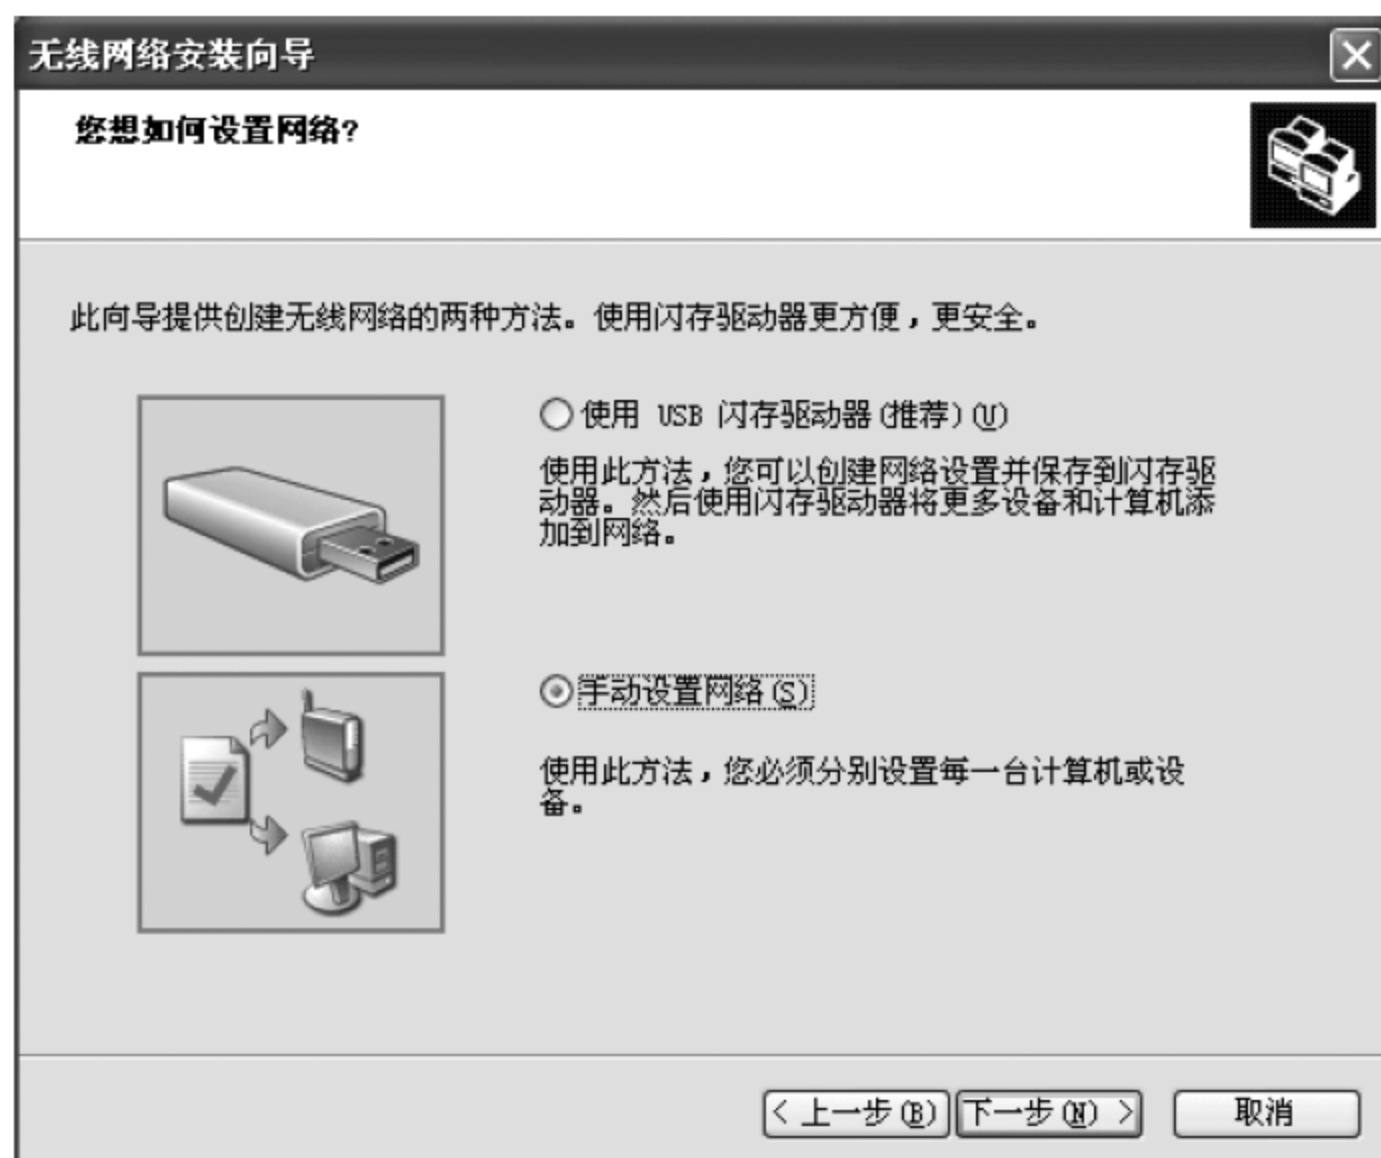 无线网络安装向导
您想如何设置网络?
此向导提供创建无线网络的两种方法。使用闪存驱动器更方便，更安全。
使用 USB 闪存驱动器(推荐)(U)
使用此方法，您可以创建网络设置并保存到闪存驱
动器。然后使用闪存驱动器将更多设备和计算机添
加到网络。
手动设置网络(S)
使用此方法，您必须分别设置每一台计算机或设
备。
< 上一步(B) 下一步(N) > 取消